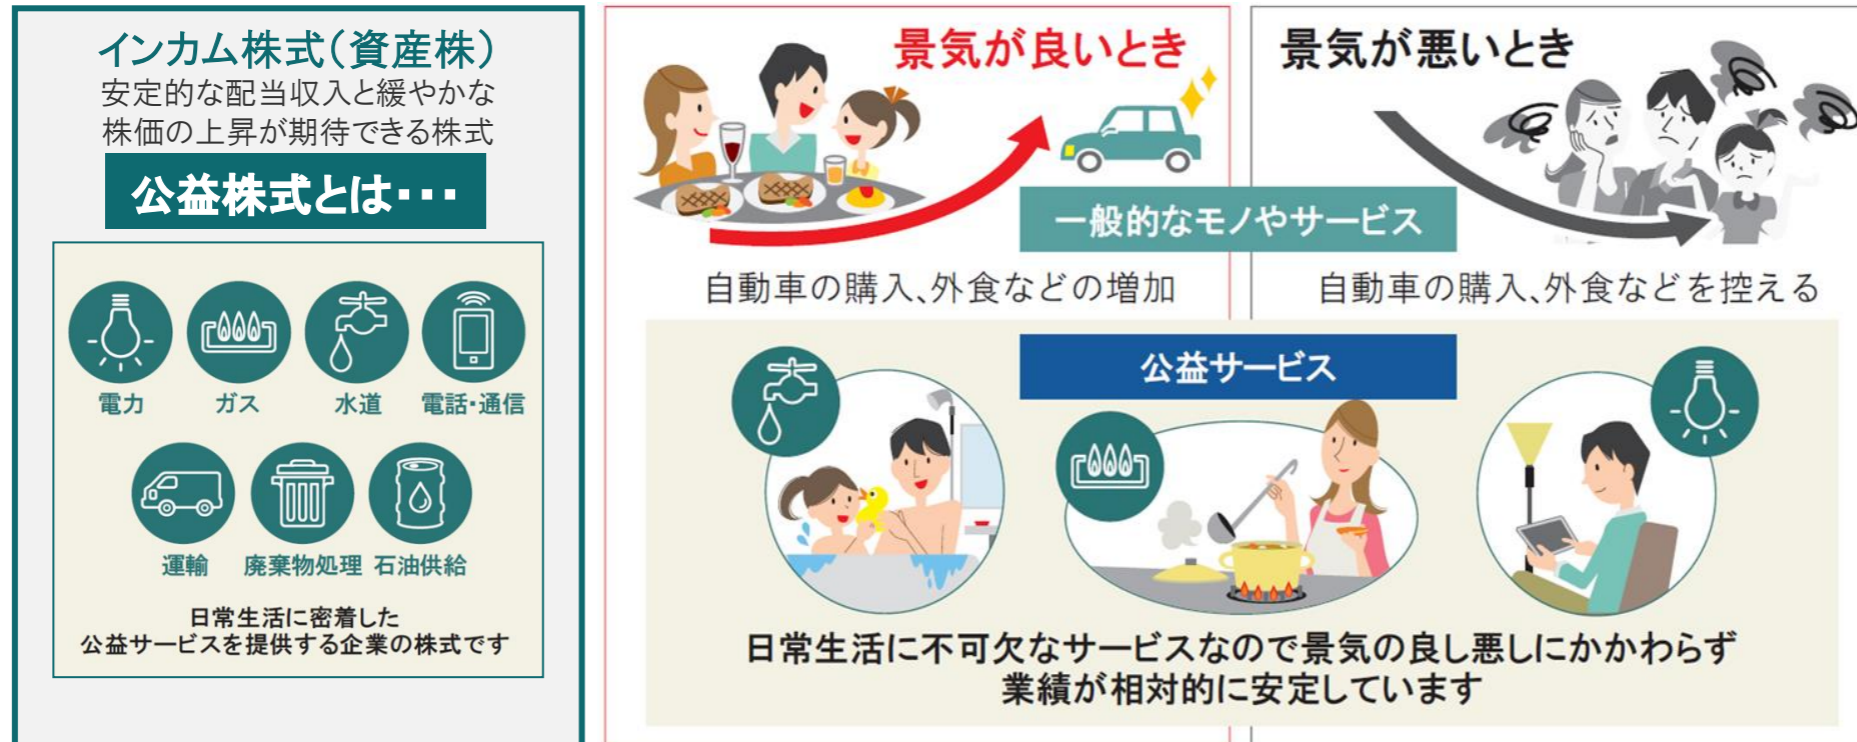 インカム株式（資産株）
安定的な配当収入と緩やかな
株価の上昇が期待できる株式
公益株式とは・・・
電力 ガス 水道 電話・通信
運輸 廃棄物処理 石油供給
日常生活に密着した
公益サービスを提供する企業の株式です
景気が良いとき
景気が悪いとき
一般的なモノやサービス
自動車の購入、外食などの増加
自動車の購入、外食などを控える
公益サービス
日常生活に不可欠なサービスなので景気の良し悪しにかかわらず
業績が相対的に安定しています